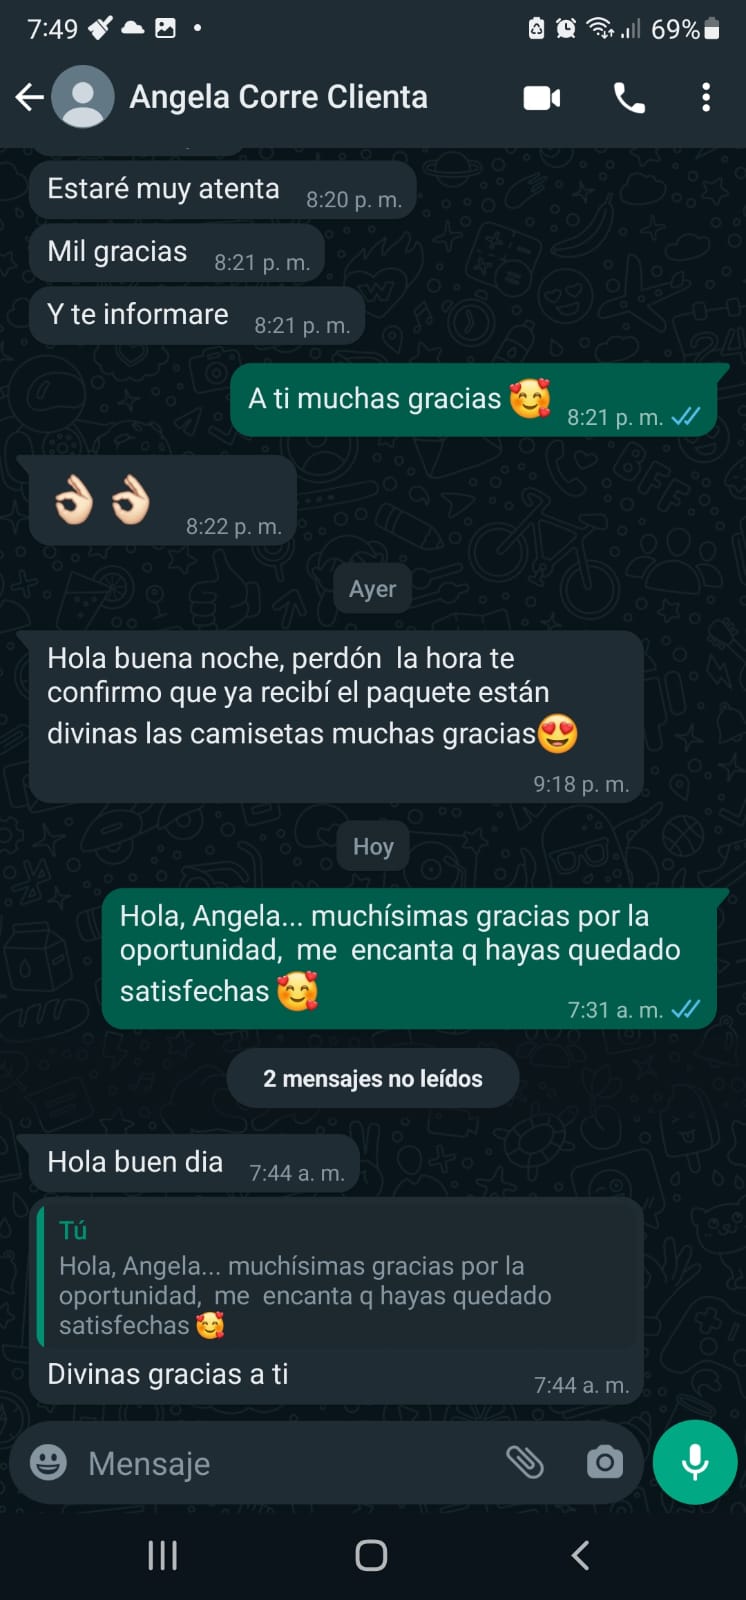 7:49
69%
Angela Corre Clienta
Estaré muy atenta 8:20 p. m.
Mil gracias 8:21 p. m.
Y te informare 8:21 p. m.
A ti muchas gracias 🥰 8:21 p. m.
👌🏻👌🏻 8:22 p. m.
Ayer
Hola buena noche, perdón  la hora te
confirmo que ya recibí el paquete están
divinas las camisetas muchas gracias😍
9:18 p. m.
Hoy
Hola, Angela... muchísimas gracias por la
oportunidad,  me  encanta q hayas quedado
satisfechas 🥰 7:31 a. m.
2 mensajes no leídos
Hola buen dia 7:44 a. m.
Tú
Hola, Angela... muchísimas gracias por la
oportunidad,  me  encanta q hayas quedado
satisfechas 🥰
Divinas gracias a ti 7:44 a. m.
Mensaje